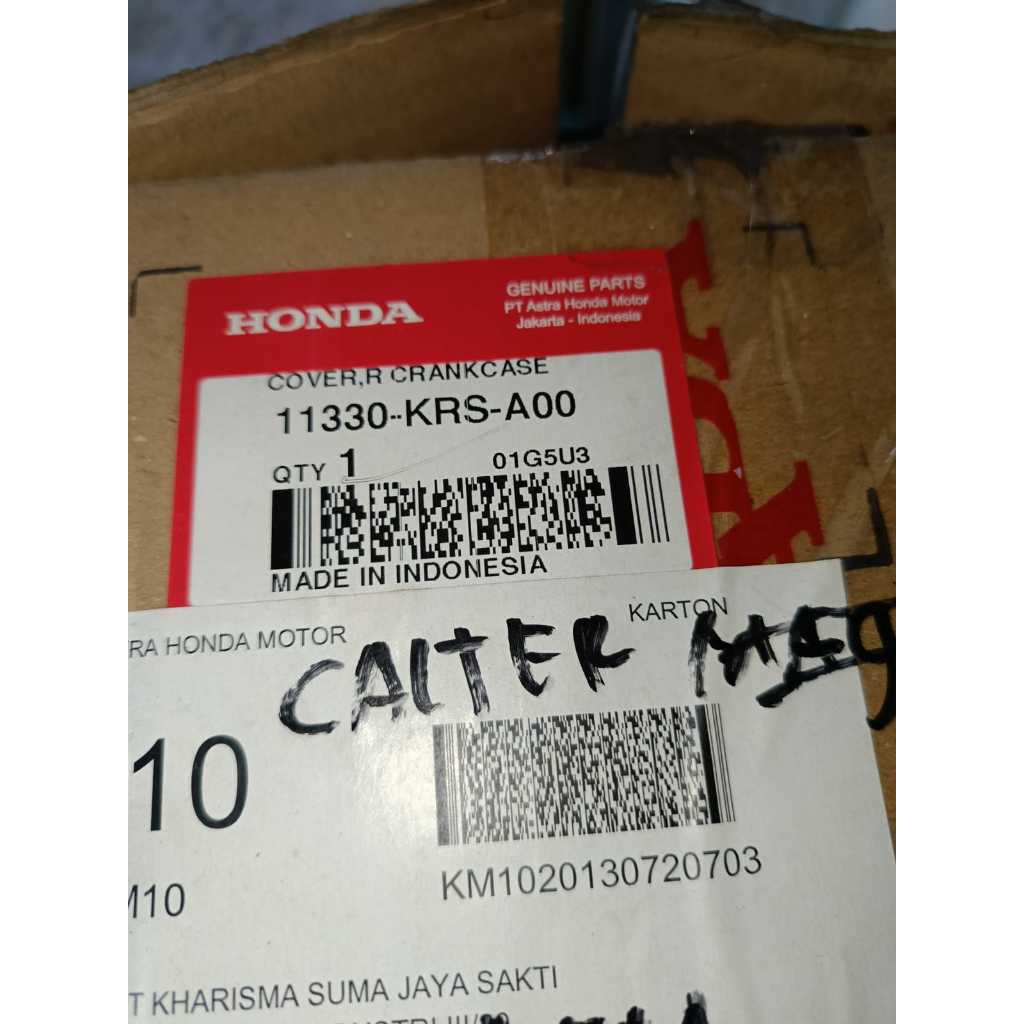 HONDA
GENUINE PARTS
PT Astra Honda Motor
Jakarta - Indonesia
COVER,R CRANKCASE
11330-KRS-A00
QTY 1
01G5U3
MADE IN INDONESIA
RA HONDA MOTOR
KARTON
CALTER
10
M10
KM1020130720703
T KHARISMA SUMA JAYA SAKTI